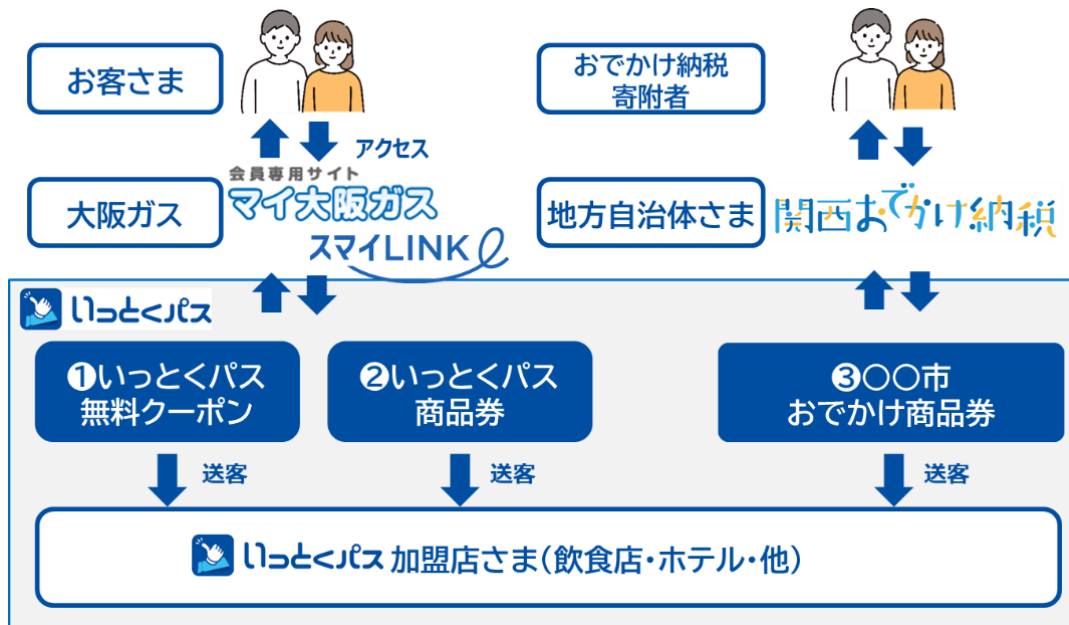 お客さま
おでかけ納税
寄附者
アクセス
大阪ガス
会員専用サイト
マイ大阪ガス
スマイLINK
地方自治体さま
関西おでかけ納税
いっとくパス
❶いっとくパス
無料クーポン
❷いっとくパス
商品券
❸○○市
おでかけ商品券
送客
送客
送客
いっとくパス 加盟店さま(飲食店・ホテル・他)